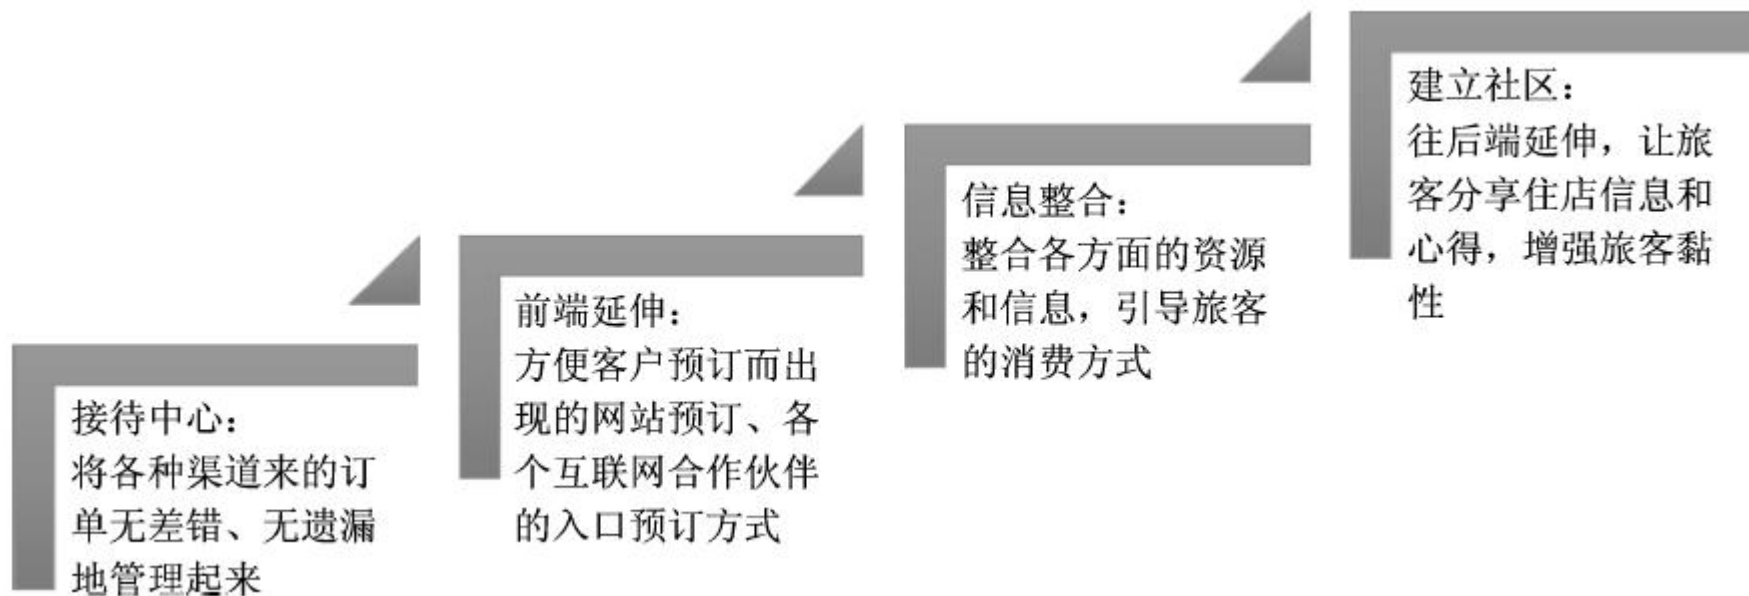 接待中心：
将各种渠道来的订
单无差错、无遗漏
地管理起来
前端延伸：
方便客户预订而出
现的网站预订、各
个互联网合作伙伴
的入口预订方式
信息整合：
整合各方面的资源
和信息，引导旅客
的消费方式
建立社区：
往后端延伸，让旅
客分享住店信息和
心得，增强旅客黏
性